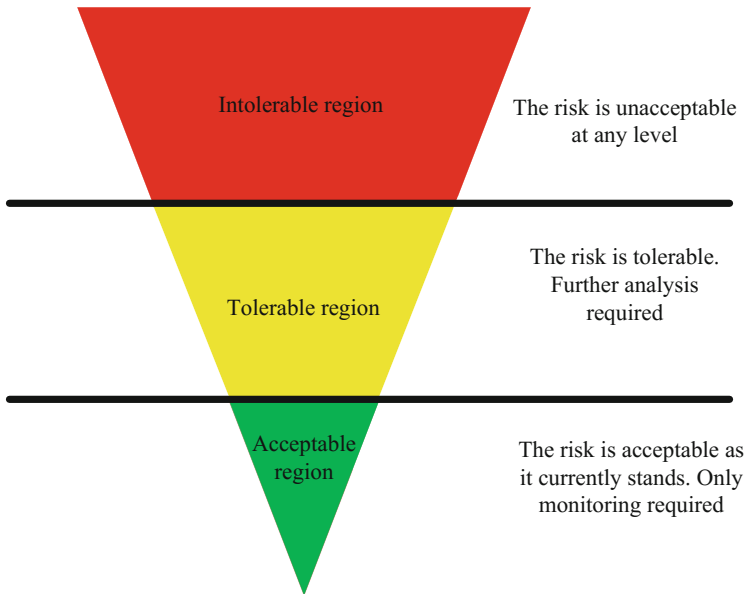 Intolerable region
The risk is unacceptable
at any level
Tolerable region
The risk is tolerable.
Further analysis
required
Acceptable
region
The risk is acceptable as
it currently stands. Only
monitoring required